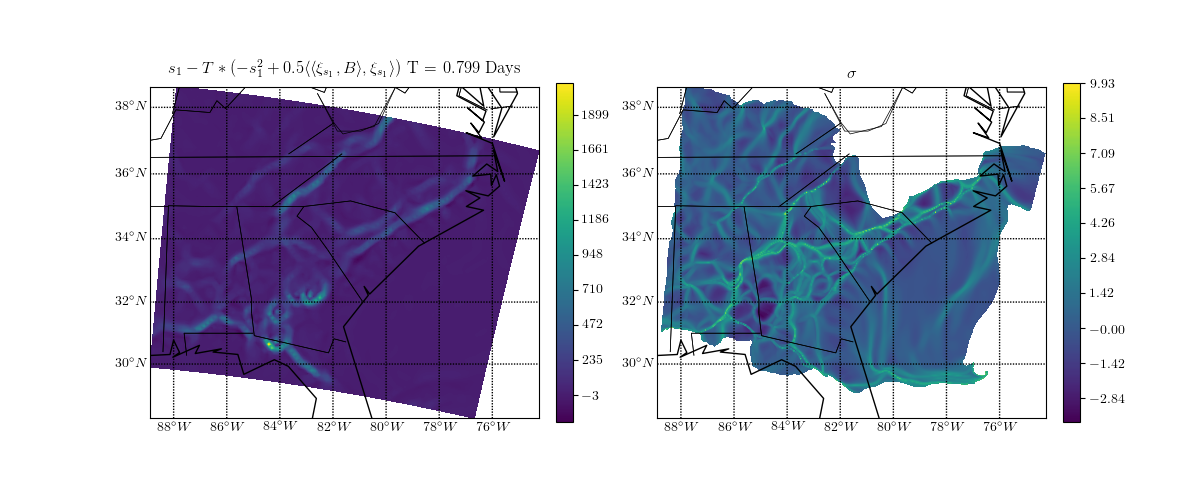 $s_1 - T * (-s_1^2 + 0.5\langle\langle \xi_{s_1}, B\rangle, \xi_{s_1}\rangle)$ T = 0.799 Days
38°N
36°N
34°N
32°N
30°N
88°W 86°W 84°W 82°W 80°W 78°W 76°W
1899
1661
1423
1186
948
710
472
235
−3
σ
38°N
36°N
34°N
32°N
30°N
88°W 86°W 84°W 82°W 80°W 78°W 76°W
9.93
8.51
7.09
5.67
4.26
2.84
1.42
−0.00
−1.42
−2.84